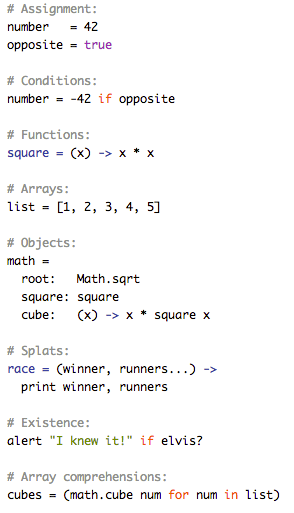 # Assignment:
number   = 42
opposite = true

# Conditions:
number = -42 if opposite

# Functions:
square = (x) -> x * x

# Arrays:
list = [1, 2, 3, 4, 5]

# Objects:
math =
  root:   Math.sqrt
  square: square
  cube:   (x) -> x * square x

# Splats:
race = (winner, runners...) ->
  print winner, runners

# Existence:
alert "I knew it!" if elvis?

# Array comprehensions:
cubes = (math.cube num for num in list)